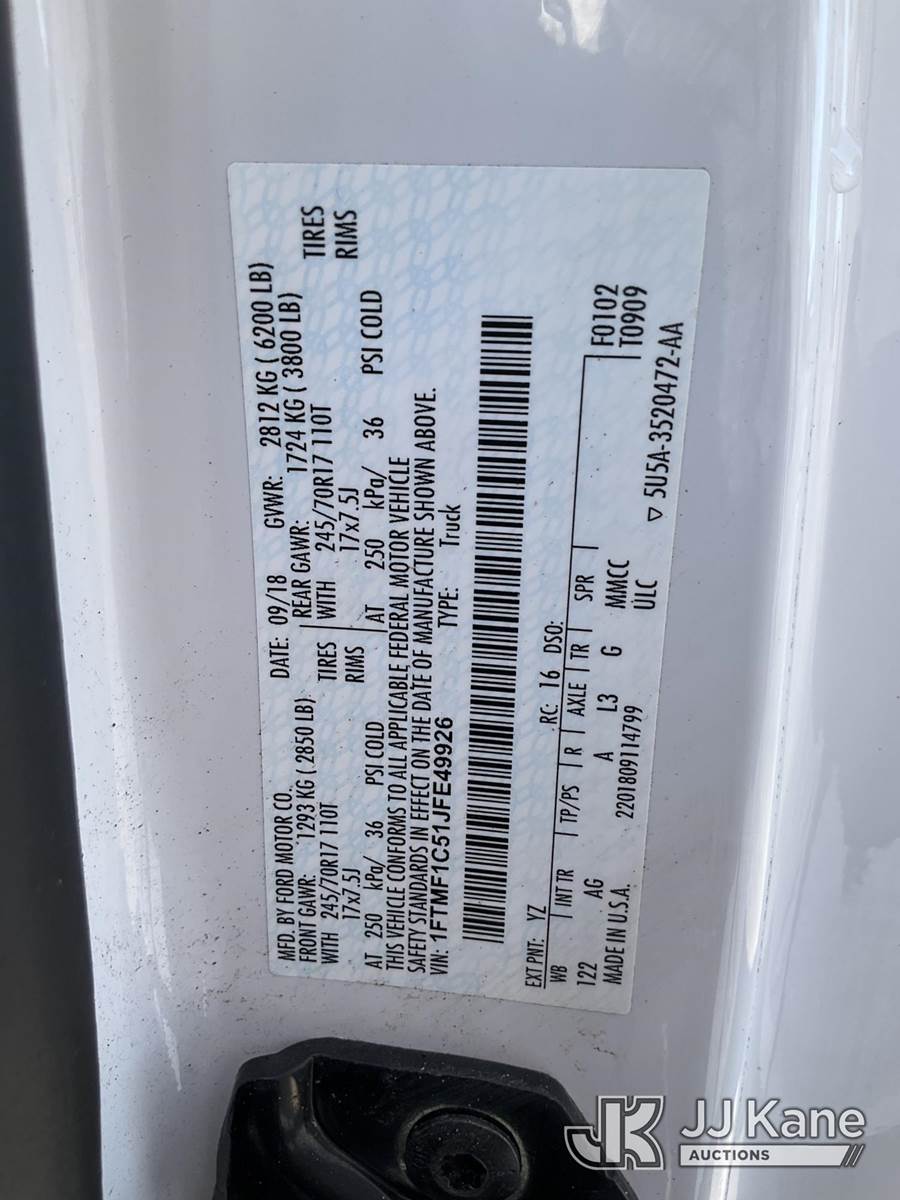 MFD. BY FORD MOTOR CO. DATE: 09/18 GVWR: 2812 KG ( 6200 LB)
FRONT GAWR: 1293 KG ( 2850 LB) REAR GAWR: 1724 KG ( 3800 LB)
WITH 245/70R17 110T TIRES WITH 245/70R17 110T TIRES
17x7.5J RIMS 17x7.5J RIMS
AT 250 kPa/ 36 PSI COLD AT 250 kPa/ 36 PSI COLD
THIS VEHICLE CONFORMS TO ALL APPLICABLE FEDERAL MOTOR VEHICLE
SAFETY STANDARDS IN EFFECT ON THE DATE OF MANUFACTURE SHOWN ABOVE.
VIN: 1FTMF1C51JFE49926 TYPE: Truck
EXT PNT: YZ RC: 16 DSO: F0102
WB INT TR TP/PS R AXLE TR SPR T0909
122 AG A L3 G MMCC
MADE IN U.S.A. 2201809114799 ULC
▽ 5U5A-3520472-AA
JK JJ Kane
AUCTIONS